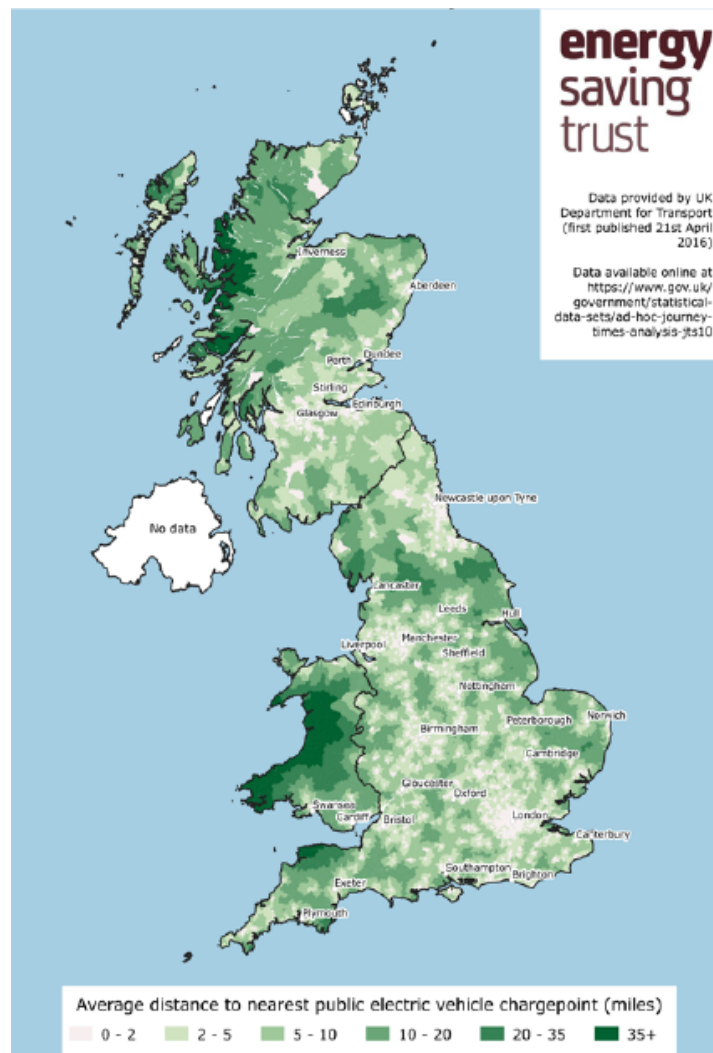 energy
saving
trust
Data provided by UK
Department for Transport
(first published 21st April
2016)
Data available online at
https://www.gov.uk/
government/statistical-
data-sets/ad-hoc-journey-
times-analysis-jts10
Inverness
Aberdeen
Perth
Dundee
Stirling
Edinburgh
Glasgow
Newcastle upon Tyne
No data
Lancaster
Leeds
Hull
Manchester
Liverpool
Sheffield
Nottingham
Peterborough
Norwich
Birmingham
Cambridge
Gloucester
Oxford
Swansea
Cardiff
Bristol
London
Canterbury
Southampton
Brighton
Exeter
Plymouth
Average distance to nearest public electric vehicle chargepoint (miles)
0 - 2 2 - 5 5 - 10 10 - 20 20 - 35 35+